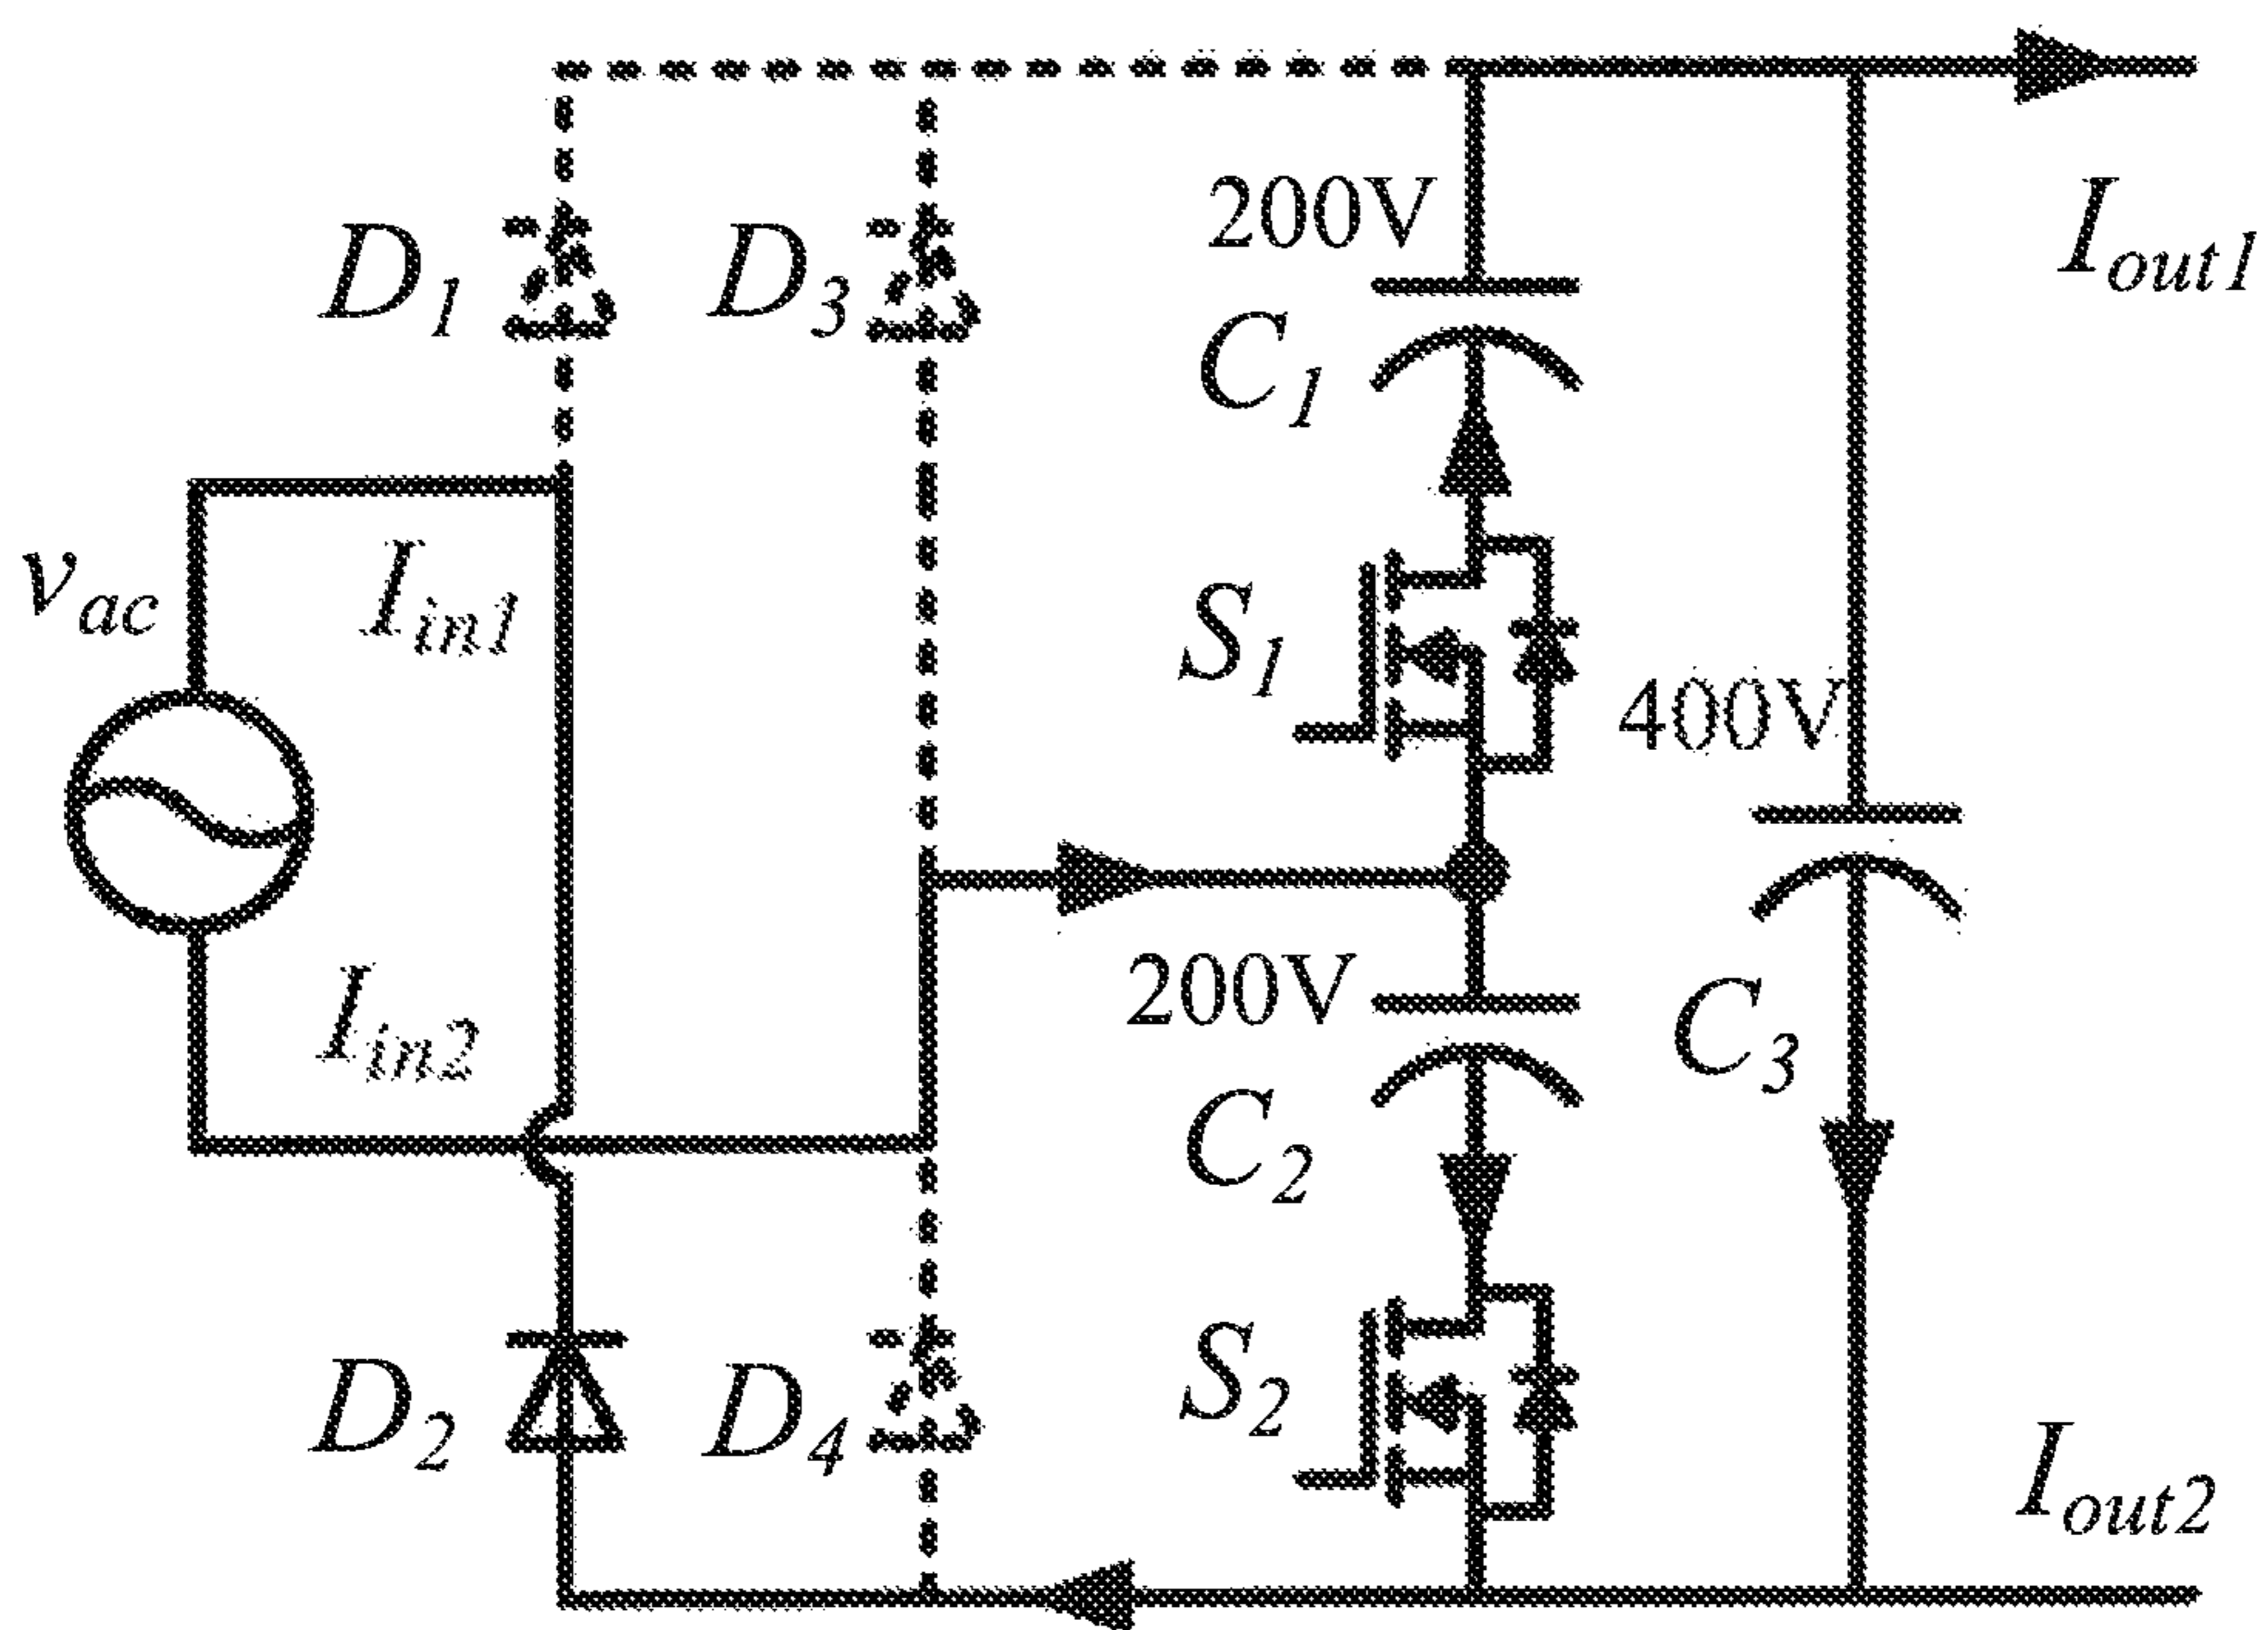 200V
I_out1
D_1
D_3
C_1
v_ac
I_in1
S_1
400V
I_in2
200V
C_3
C_2
S_2
D_2
D_4
I_out2